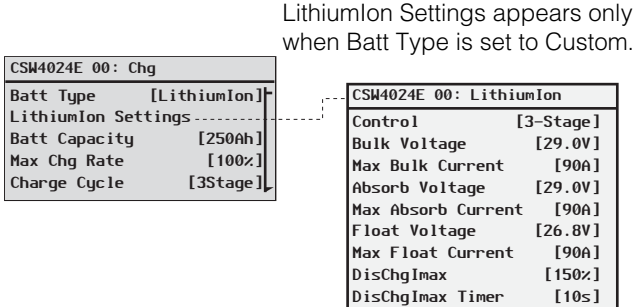 LithiumIon Settings appears only
when Batt Type is set to Custom.
CSW4024E 00: Chg
Batt Type [LithiumIon]
LithiumIon Settings
Batt Capacity [250Ah]
Max Chg Rate [100%]
Charge Cycle [3Stage]
CSW4024E 00: LithiumIon
Control [3-Stage]
Bulk Voltage [29.0V]
Max Bulk Current [90A]
Absorb Voltage [29.0V]
Max Absorb Current [90A]
Float Voltage [26.8V]
Max Float Current [90A]
DisChgImax [150%]
DisChgImax Timer [10s]